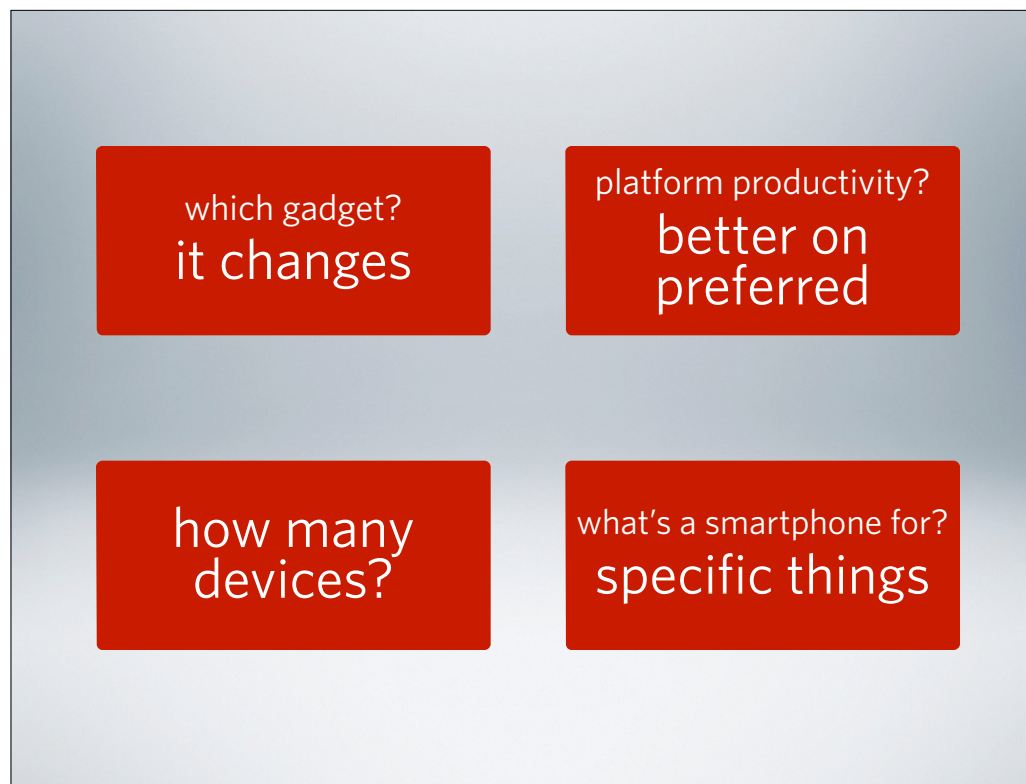 which gadget?
it changes
platform productivity?
better on
preferred
how many
devices?
what's a smartphone for?
specific things